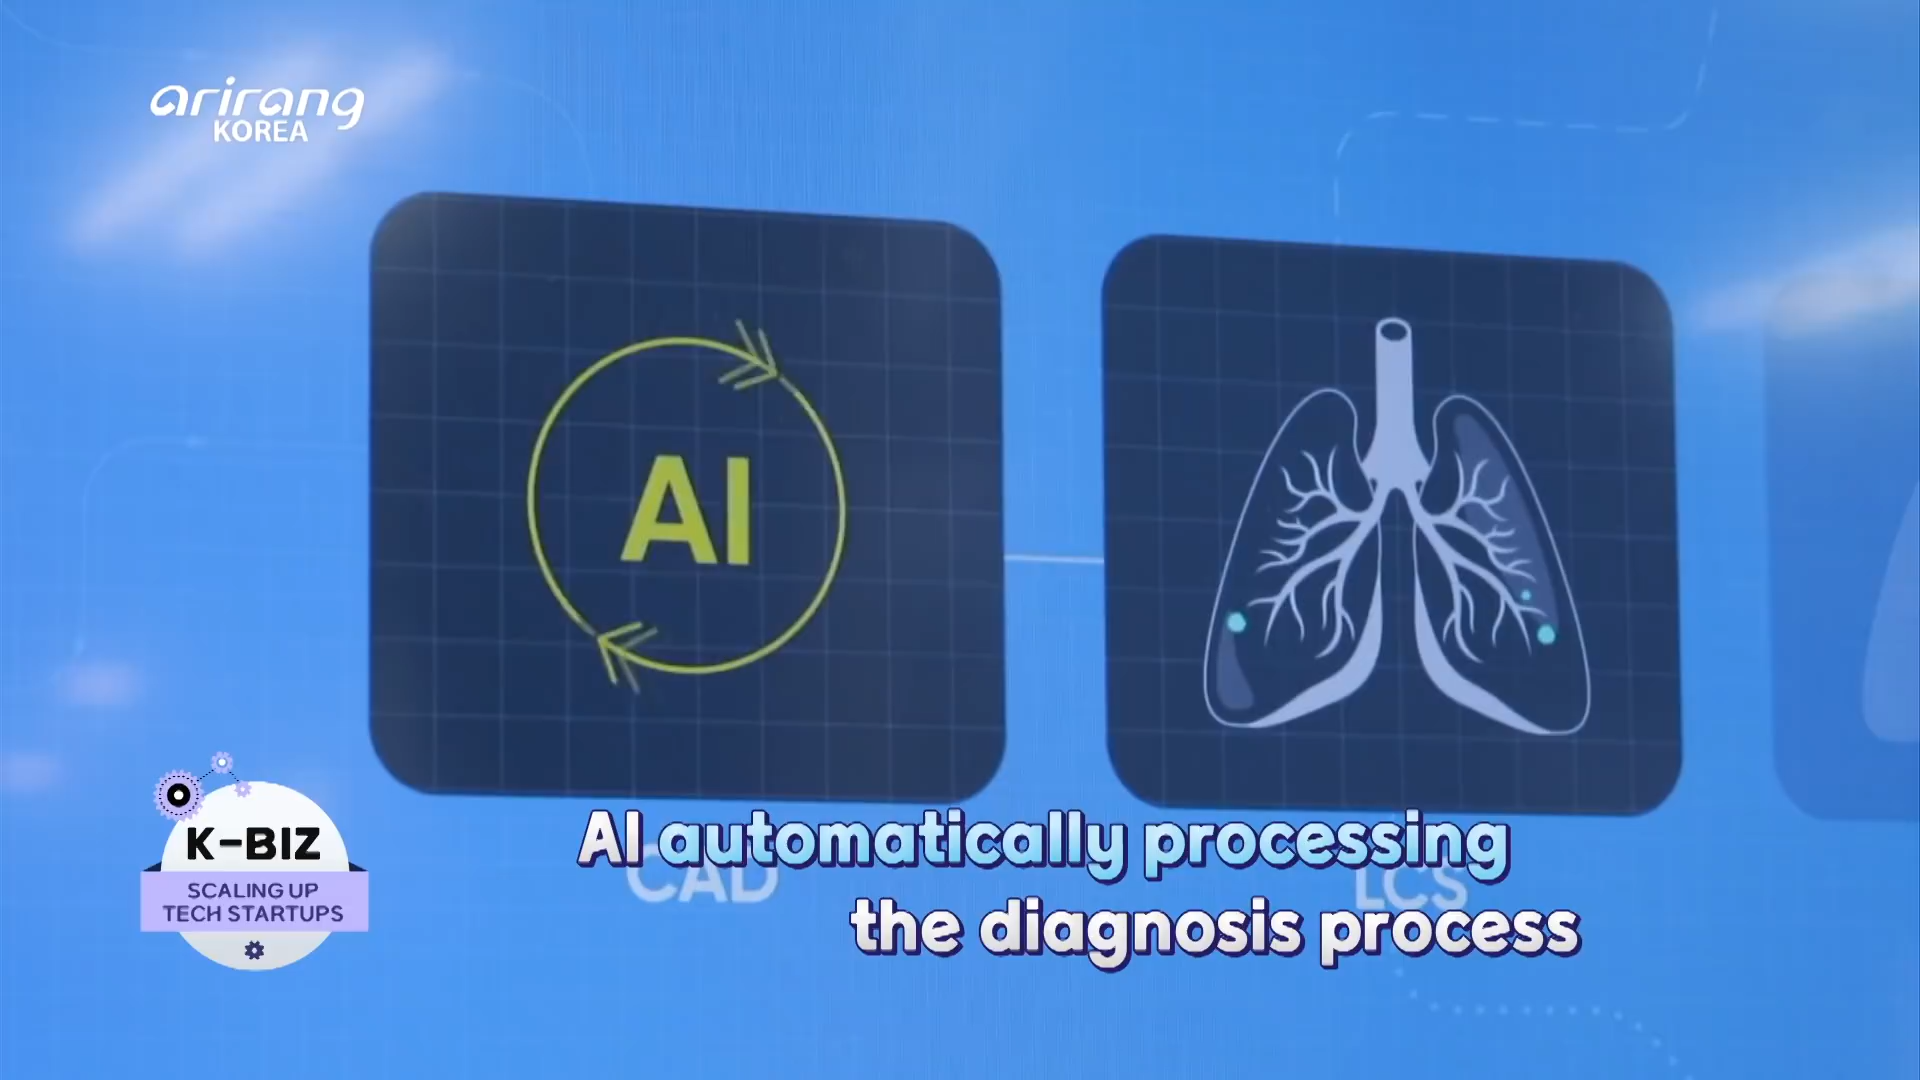 arirang
KOREA
AI
K-BIZ
SCALING UP
TECH STARTUPS
AI automatically processing
the diagnosis process
CAD
LCS